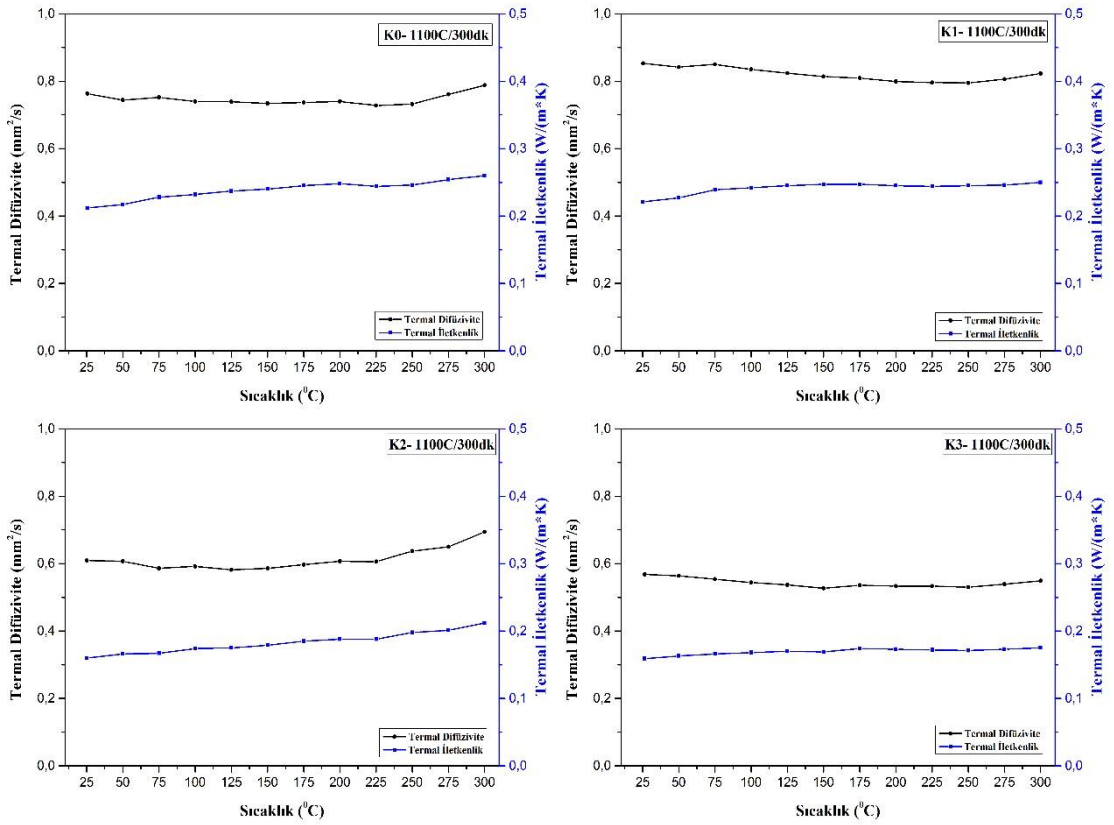 K0- 1100C/300dk
Termal Difüzivite (mm²/s)
1,0
0,8
0,6
0,4
0,2
0,0
Termal İletkenlik (W/(m*K)
0,5
0,4
0,3
0,2
0,1
0,0
Termal Difüzivite
Termal İletkenlik
25 50 75 100 125 150 175 200 225 250 275 300
Sıcaklık (⁰C)
K1- 1100C/300dk
Termal Difüzivite (mm²/s)
1,0
0,8
0,6
0,4
0,2
0,0
Termal İletkenlik (W/(m*K)
0,5
0,4
0,3
0,2
0,1
0,0
Termal Difüzivite
Termal İletkenlik
25 50 75 100 125 150 175 200 225 250 275 300
Sıcaklık (⁰C)
K2- 1100C/300dk
Termal Difüzivite (mm²/s)
1,0
0,8
0,6
0,4
0,2
0,0
Termal İletkenlik (W/(m*K)
0,5
0,4
0,3
0,2
0,1
0,0
Termal Difüzivite
Termal İletkenlik
25 50 75 100 125 150 175 200 225 250 275 300
Sıcaklık (⁰C)
K3- 1100C/300dk
Termal Difüzivite (mm²/s)
1,0
0,8
0,6
0,4
0,2
0,0
Termal İletkenlik (W/(m*K)
0,5
0,4
0,3
0,2
0,1
0,0
Termal Difüzivite
Termal İletkenlik
25 50 75 100 125 150 175 200 225 250 275 300
Sıcaklık (⁰C)